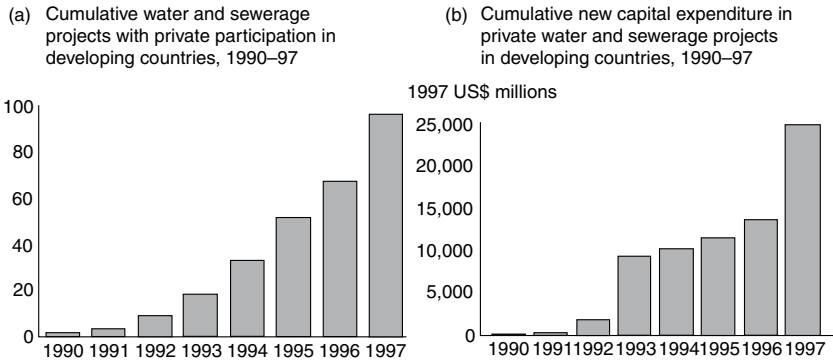 (a) Cumulative water and sewerage
projects with private participation in
developing countries, 1990–97
100
80
60
40
20
0
1990 1991 1992 1993 1994 1995 1996 1997
(b) Cumulative new capital expenditure in
private water and sewerage projects
in developing countries, 1990–97
1997 US$ millions
25,000
20,000
15,000
10,000
5,000
0
1990 1991 1992 1993 1994 1995 1996 1997